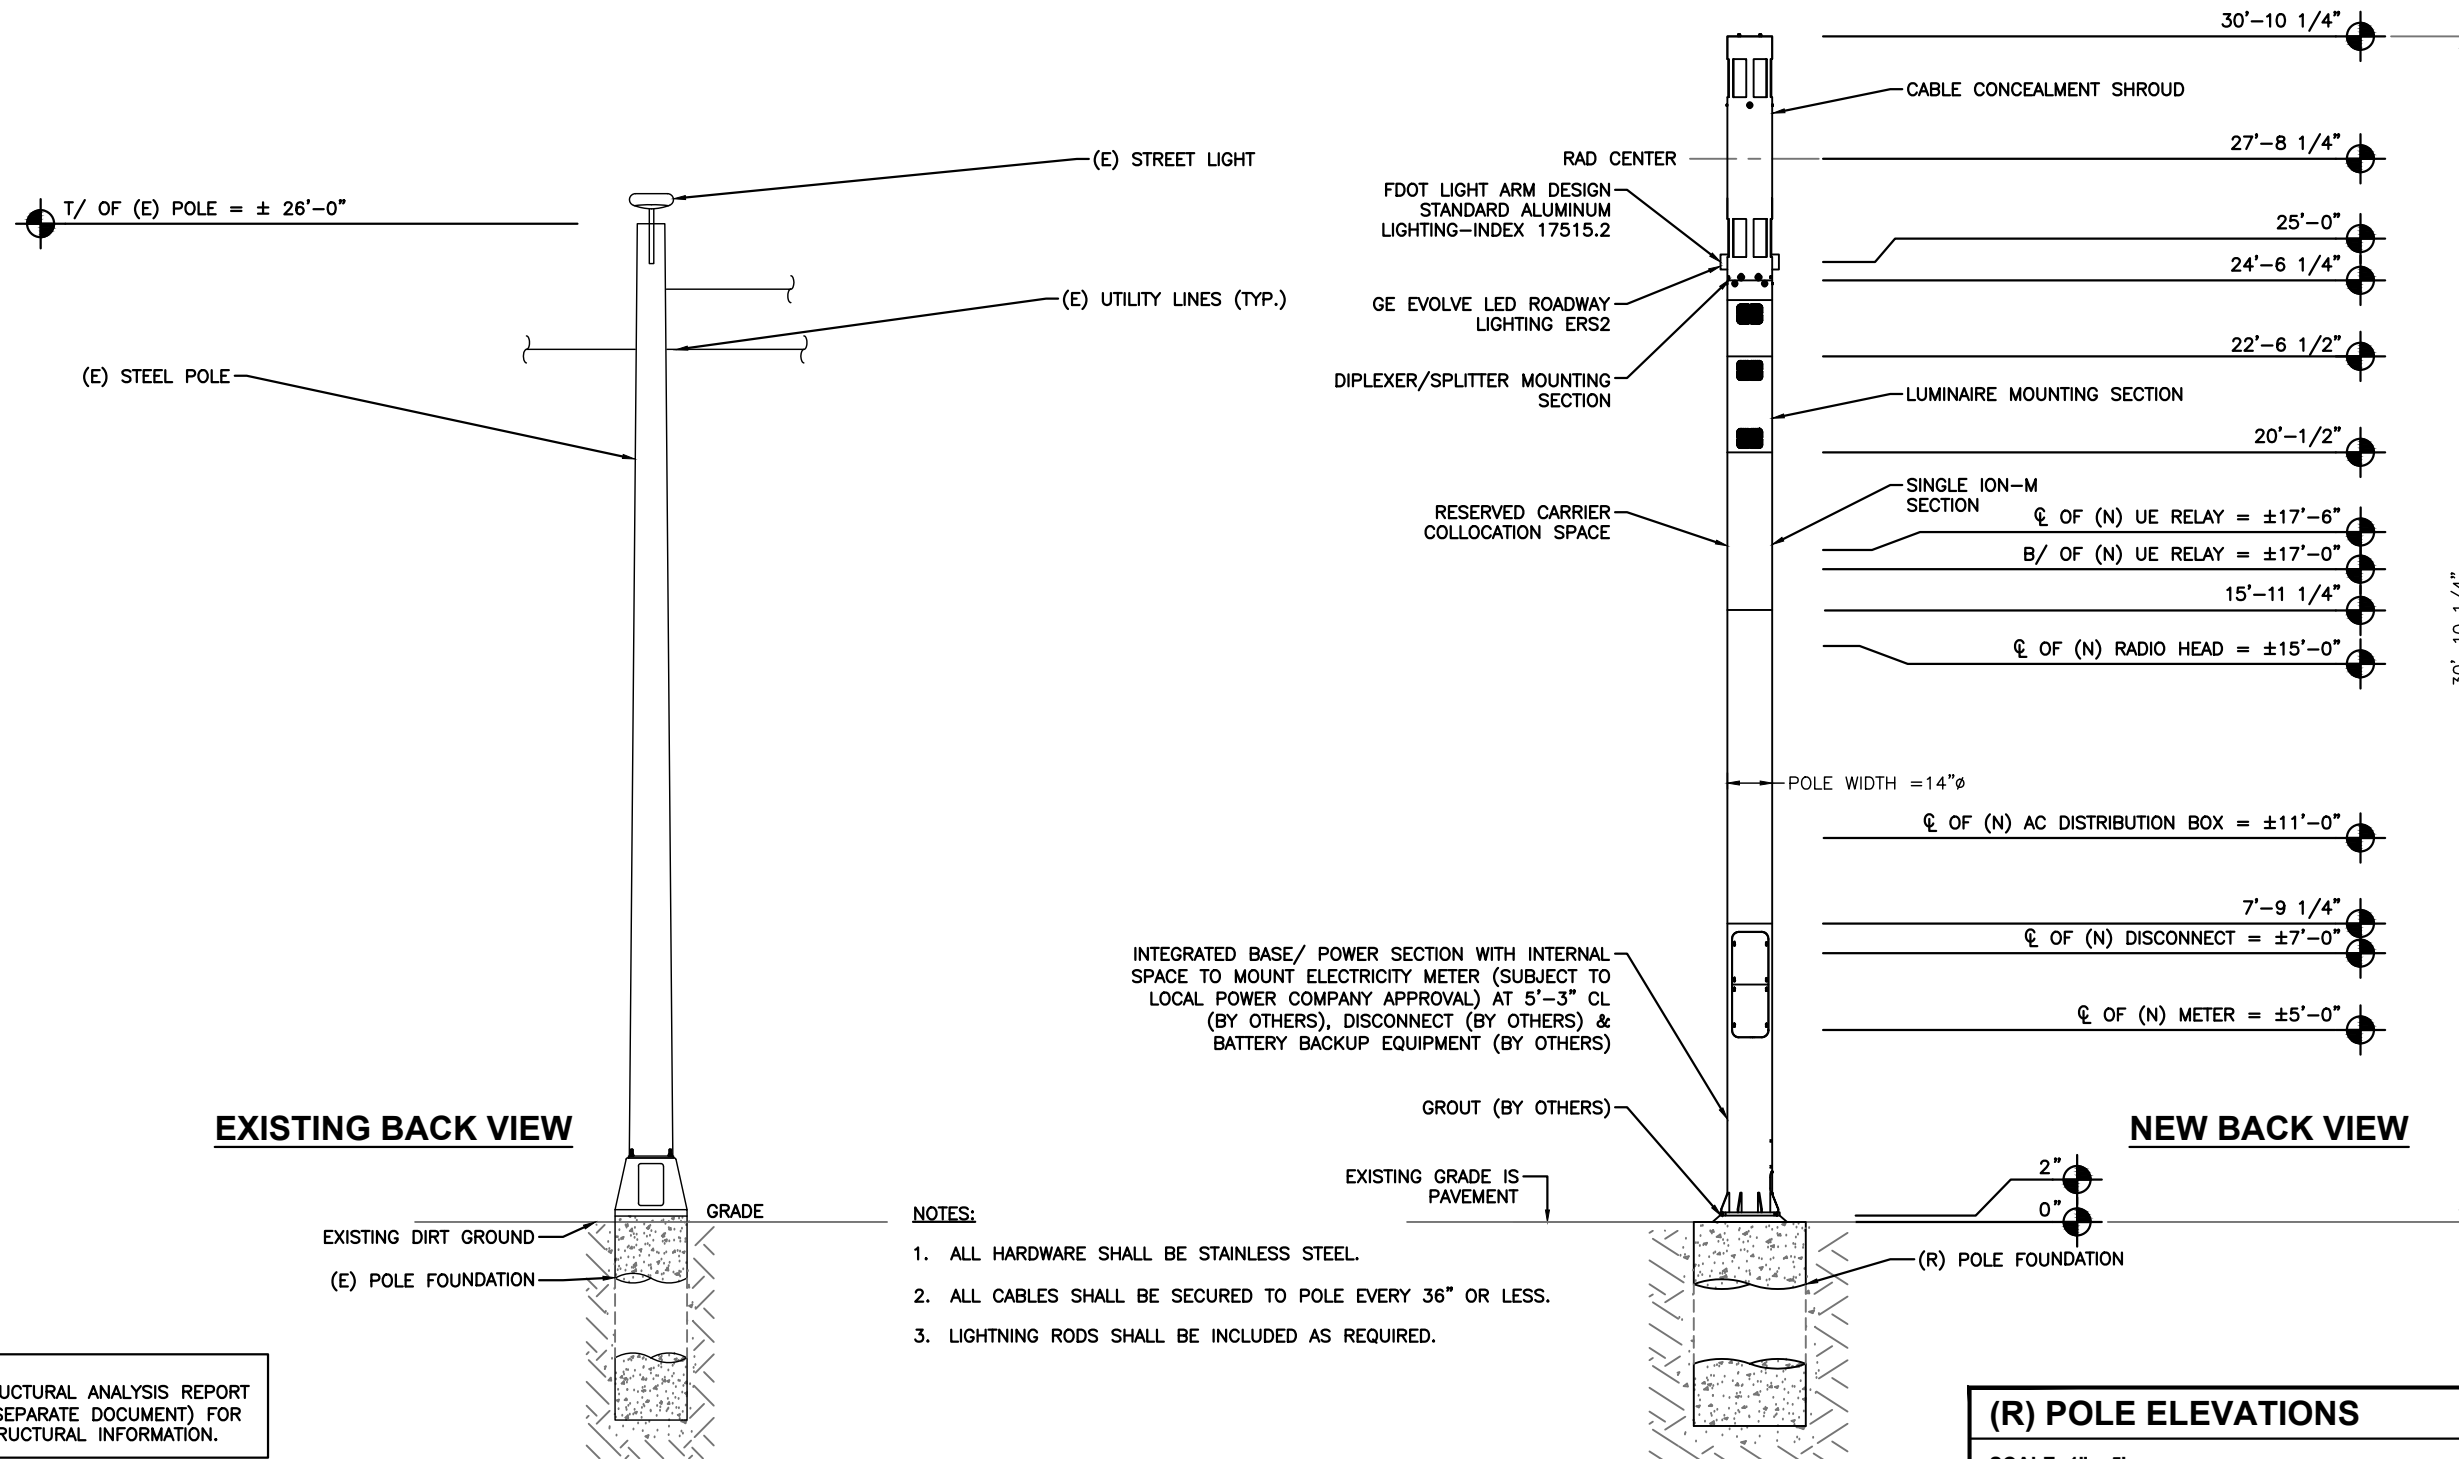 T/ OF (E) POLE = ± 26'-0"
(E) STREET LIGHT
(E) UTILITY LINES (TYP.)
(E) STEEL POLE
EXISTING BACK VIEW
GRADE
EXISTING DIRT GROUND
(E) POLE FOUNDATION
UCTURAL ANALYSIS REPORT
SEPARATE DOCUMENT) FOR
RUCTURAL INFORMATION.
NOTES:
1. ALL HARDWARE SHALL BE STAINLESS STEEL.
2. ALL CABLES SHALL BE SECURED TO POLE EVERY 36" OR LESS.
3. LIGHTNING RODS SHALL BE INCLUDED AS REQUIRED.
RAD CENTER
FDOT LIGHT ARM DESIGN
STANDARD ALUMINUM
LIGHTING-INDEX 17515.2
GE EVOLVE LED ROADWAY
LIGHTING ERS2
DIPLEXER/SPLITTER MOUNTING
SECTION
RESERVED CARRIER
COLLOCATION SPACE
INTEGRATED BASE/ POWER SECTION WITH INTERNAL
SPACE TO MOUNT ELECTRICITY METER (SUBJECT TO
LOCAL POWER COMPANY APPROVAL) AT 5'-3" CL
(BY OTHERS), DISCONNECT (BY OTHERS) &
BATTERY BACKUP EQUIPMENT (BY OTHERS)
GROUT (BY OTHERS)
EXISTING GRADE IS
PAVEMENT
30'-10 1/4"
CABLE CONCEALMENT SHROUD
27'-8 1/4"
25'-0"
24'-6 1/4"
22'-6 1/2"
LUMINAIRE MOUNTING SECTION
20'-1/2"
SINGLE ION-M
SECTION
℄ OF (N) UE RELAY = ±17'-6"
B/ OF (N) UE RELAY = ±17'-0"
15'-11 1/4"
℄ OF (N) RADIO HEAD = ±15'-0"
POLE WIDTH =14"ø
℄ OF (N) AC DISTRIBUTION BOX = ±11'-0"
7'-9 1/4"
℄ OF (N) DISCONNECT = ±7'-0"
℄ OF (N) METER = ±5'-0"
NEW BACK VIEW
2"
0"
(R) POLE FOUNDATION
30'-10 1/4"
(R) POLE ELEVATIONS